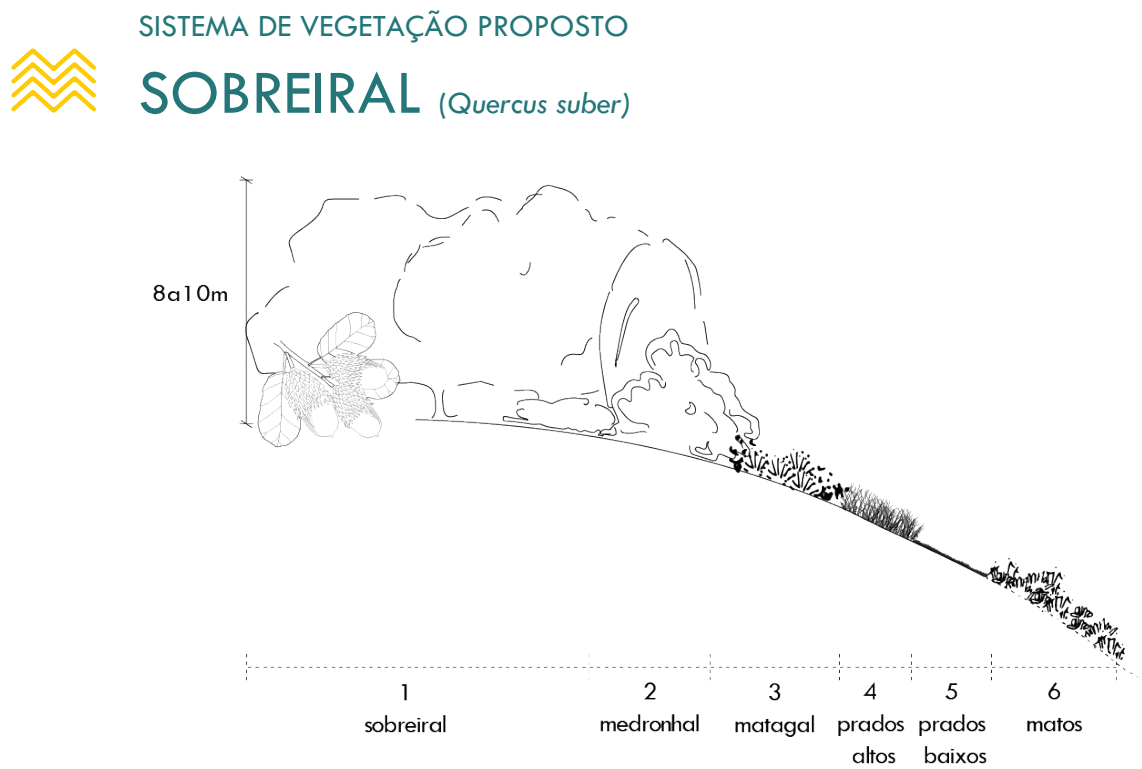 SISTEMA DE VEGETAÇÃO PROPOSTO
SOBREIRAL (Quercus suber)
8a10m
1 2 3 4 5 6
sobreiral medronhal matagal prados prados matos
altos baixos